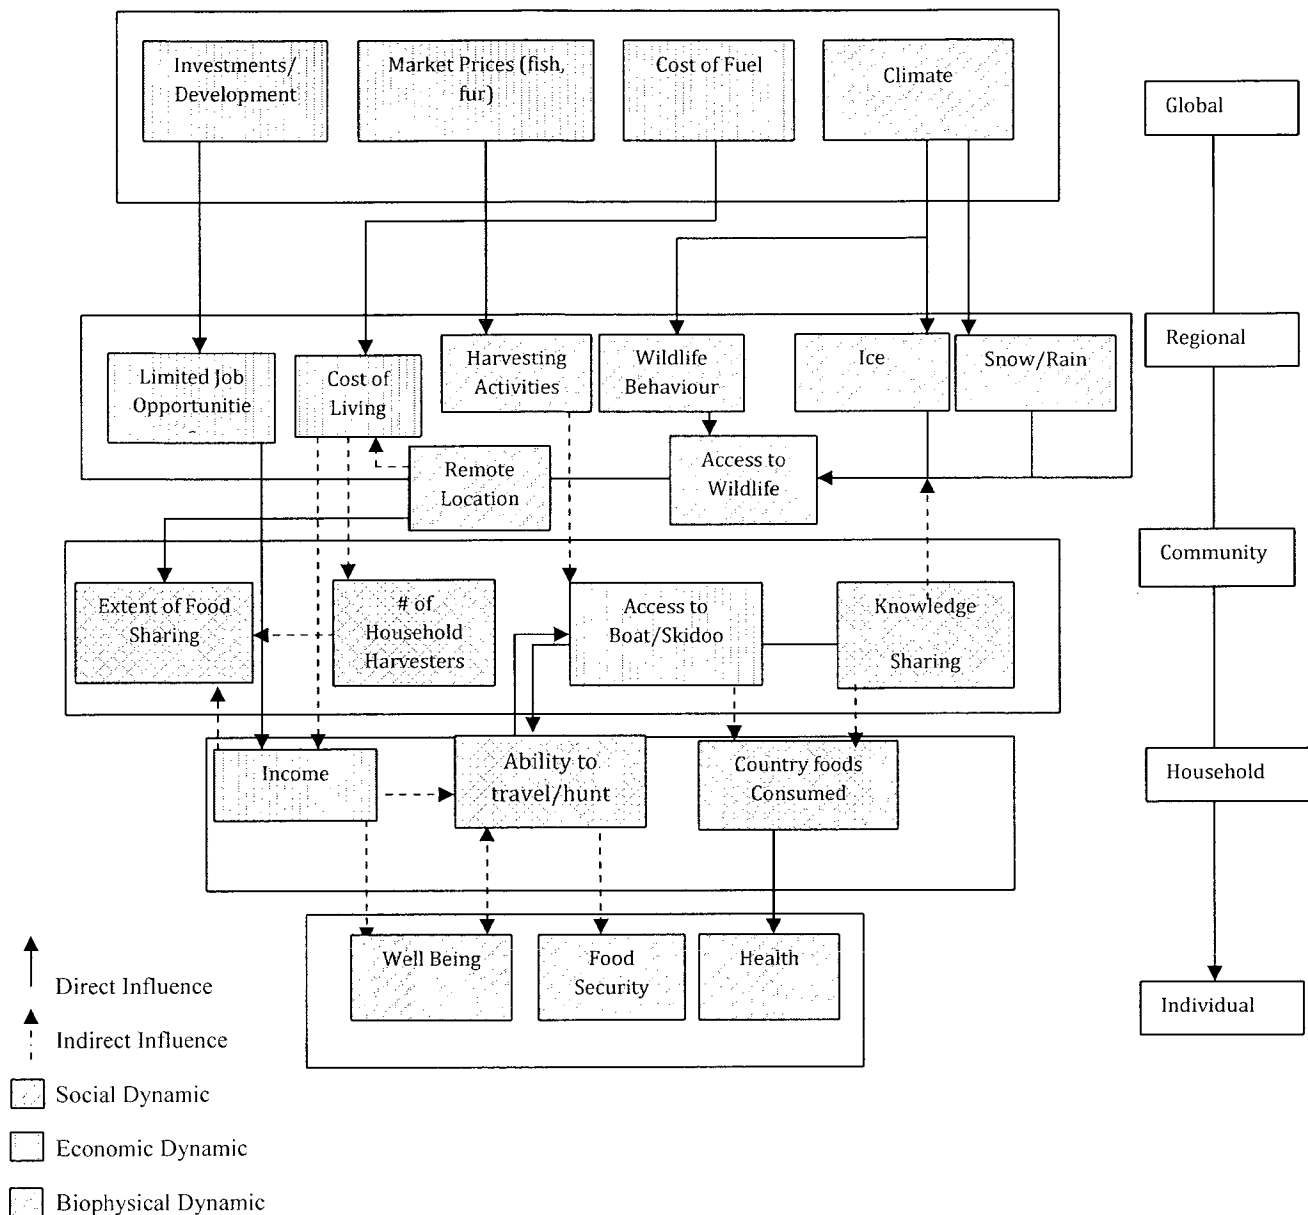 Investments/
Development
Market Prices (fish,
fur)
Cost of Fuel
Climate
Global
Limited Job
Opportunitie
Cost of
Living
Harvesting
Activities
Wildlife
Behaviour
Ice
Snow/Rain
Regional
Remote
Location
Access to
Wildlife
Extent of Food
Sharing
# of
Household
Harvesters
Access to
Boat/Skidoo
Knowledge
Sharing
Community
Income
Ability to
travel/hunt
Country foods
Consumed
Household
Well Being
Food
Security
Health
Individual
Direct Influence
Indirect Influence
Social Dynamic
Economic Dynamic
Biophysical Dynamic